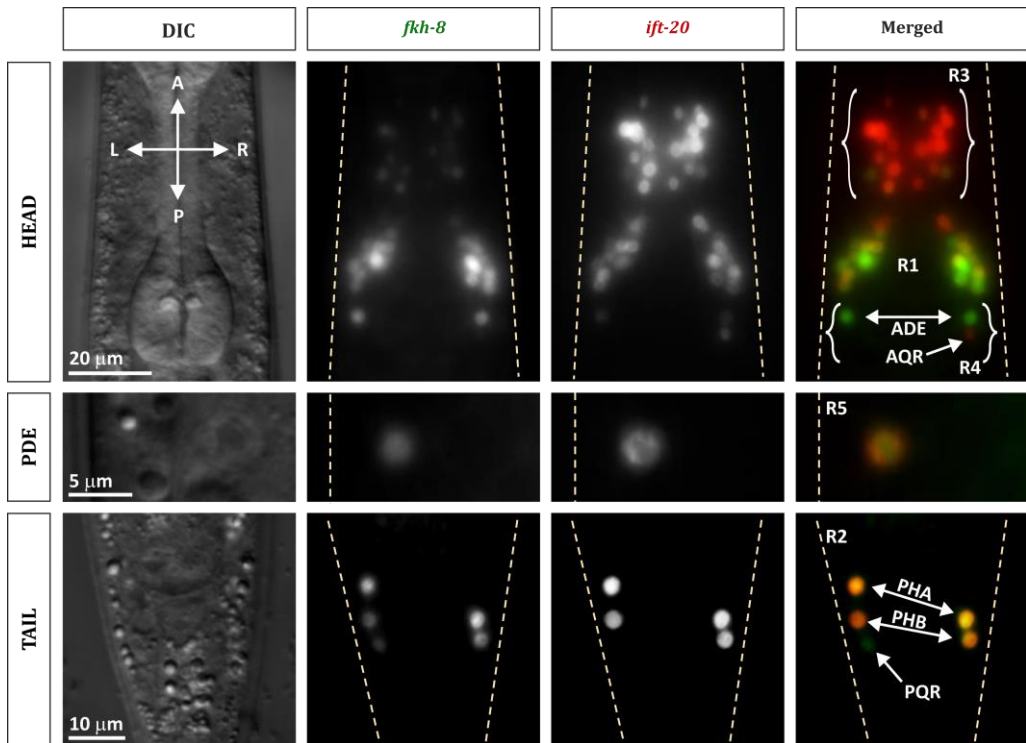 DIC
fkh-8
ift-20
Merged
HEAD
A
L R
P
20 μm
R3
R1
ADE
AQR
R4
PDE
5 μm
R5
TAIL
10 μm
R2
PHA
PHB
PQR